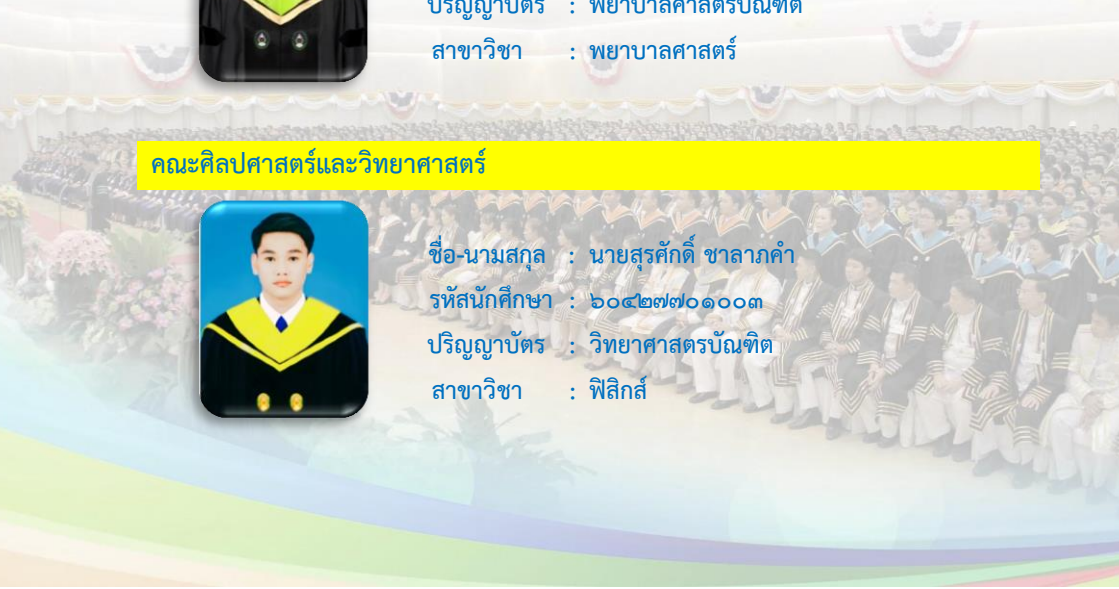 ปริญญาบัตร : พยาบาลศาสตรบัณฑิต
สาขาวิชา : พยาบาลศาสตร์
คณะศิลปศาสตร์และวิทยาศาสตร์
ชื่อ-นามสกุล : นายสุรศักดิ์ ชาลาภคำ
รหัสนักศึกษา : ๖๐๔๒๗๗๐๑๐๐๓
ปริญญาบัตร : วิทยาศาสตรบัณฑิต
สาขาวิชา : ฟิสิกส์